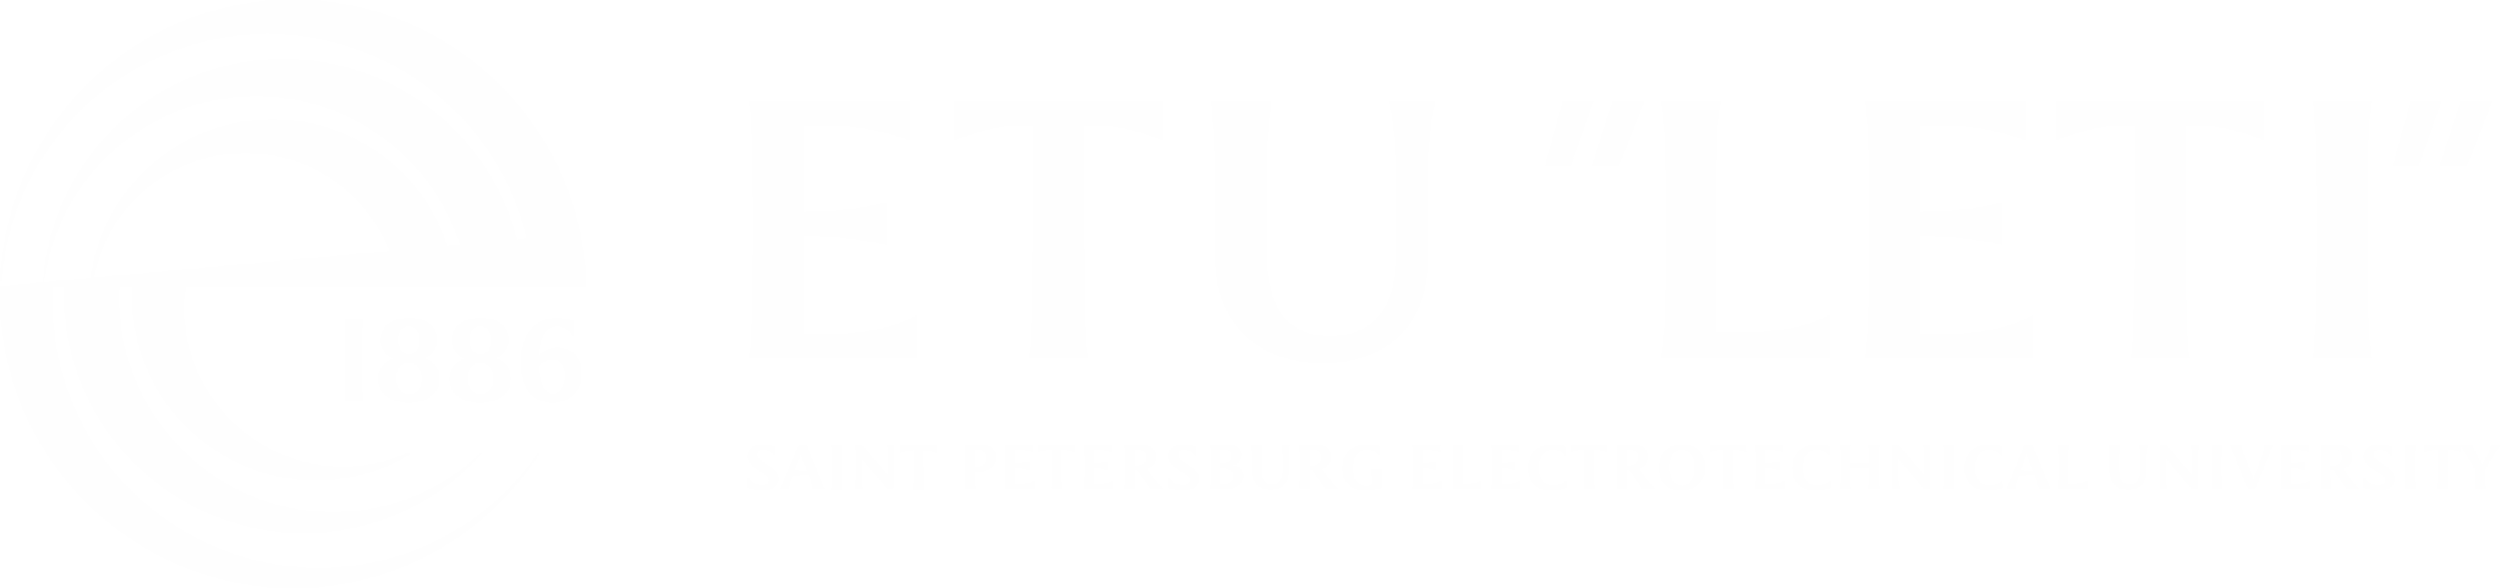 ETU "LETI"
1886
SAINT PETERSBURG ELECTROTECHNICAL UNIVERSITY